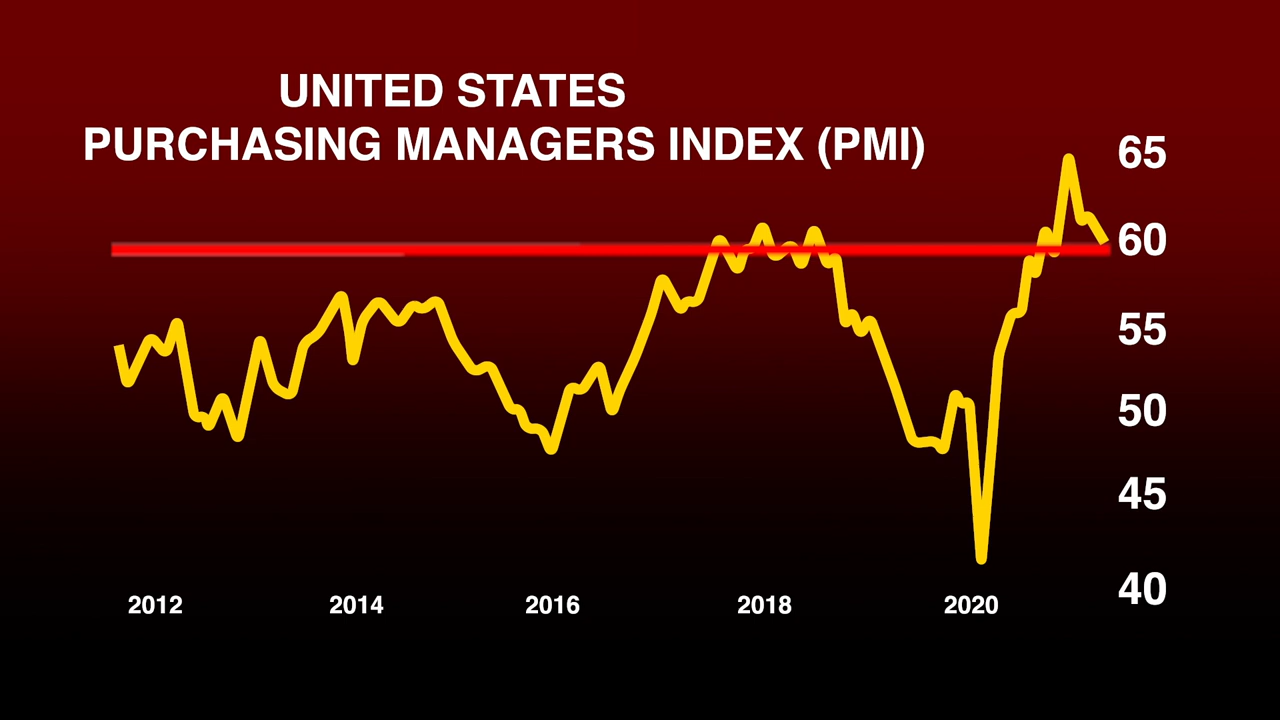 UNITED STATES
PURCHASING MANAGERS INDEX (PMI)
65
60
55
50
45
40
2012 2014 2016 2018 2020